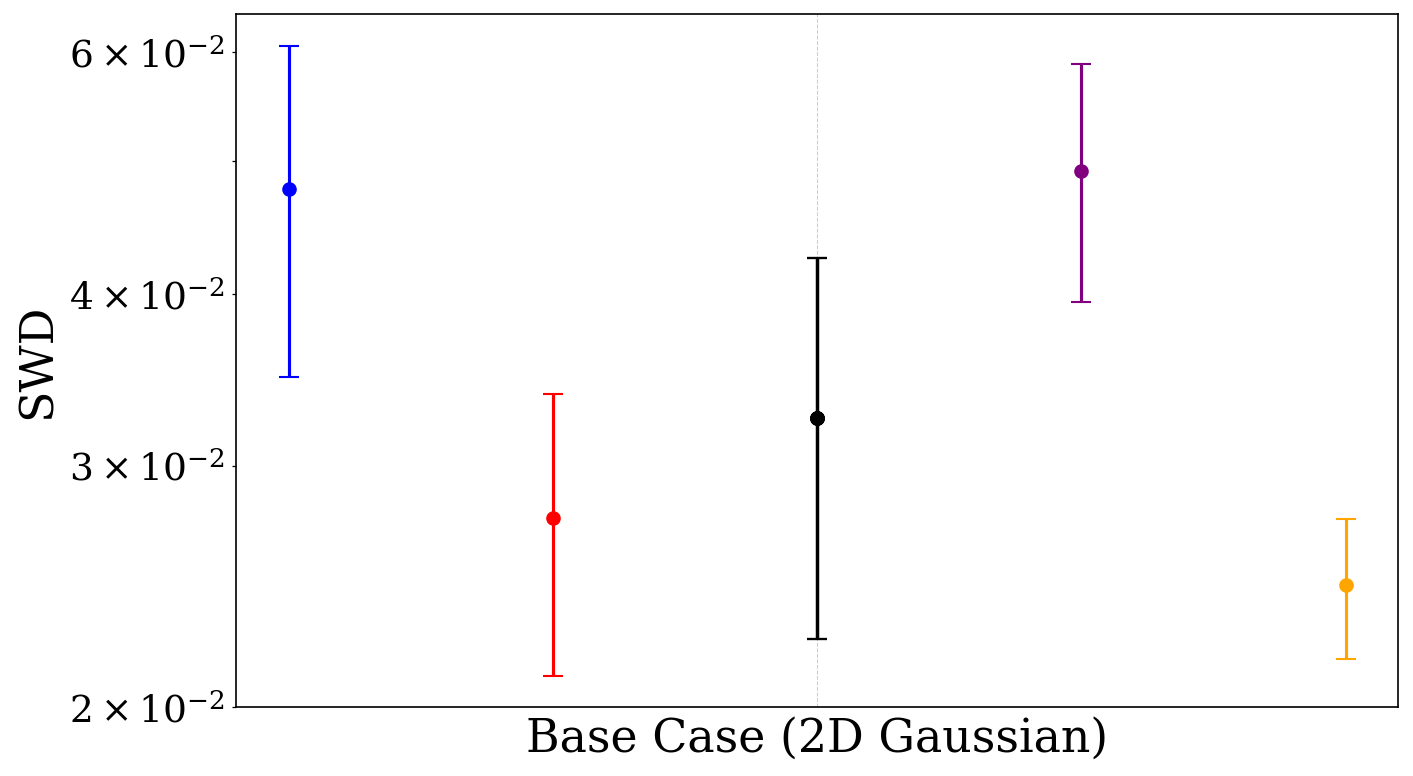 6 × 10⁻²
4 × 10⁻²
3 × 10⁻²
2 × 10⁻²
SWD
Base Case (2D Gaussian)